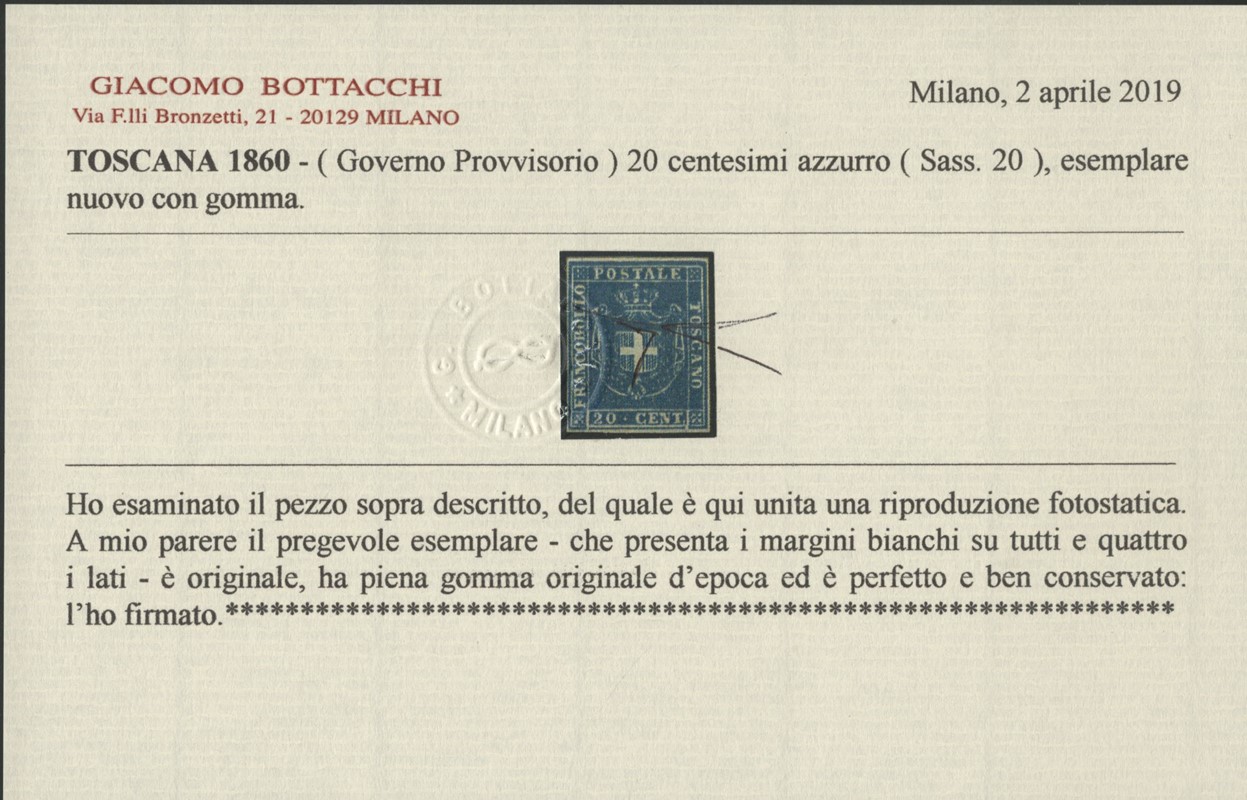 GIACOMO BOTTACCHI
Via F.lli Bronzetti, 21 - 20129 MILANO
Milano, 2 aprile 2019
TOSCANA 1860 - ( Governo Provvisorio ) 20 centesimi azzurro ( Sass. 20 ), esemplare
nuovo con gomma.
POSTALE
FRANCOBOLLO
TOSCANO
20 · CENT.
MILANO
Ho esaminato il pezzo sopra descritto, del quale è qui unita una riproduzione fotostatica.
A mio parere il pregevole esemplare - che presenta i margini bianchi su tutti e quattro
i lati - è originale, ha piena gomma originale d’epoca ed è perfetto e ben conservato:
l’ho firmato.***************************************************************